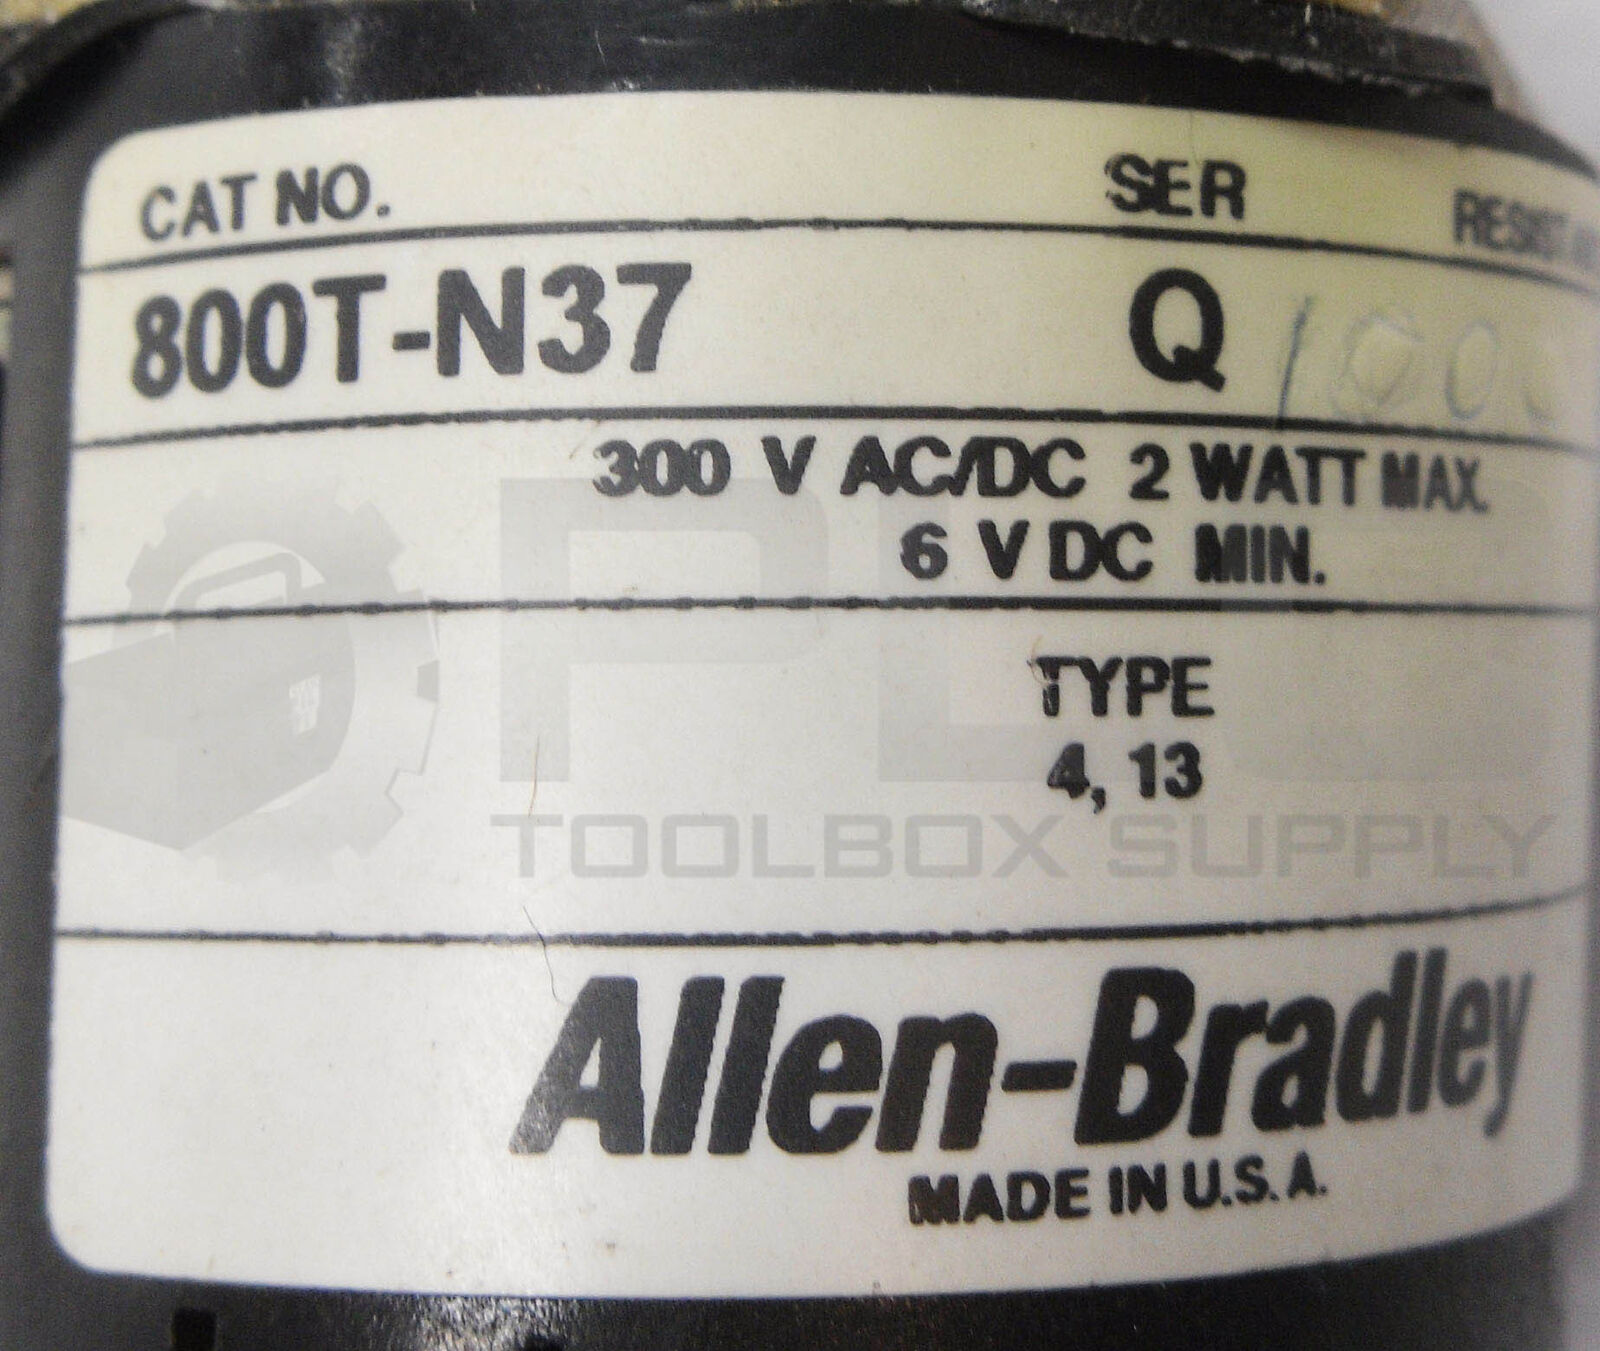 CAT NO. SER
800T-N37 Q
300 V AC/DC 2 WATT MAX.
6 V DC MIN.
TYPE
4, 13
PLC
TOOLBOX SUPPLY
Allen-Bradley
MADE IN U.S.A.